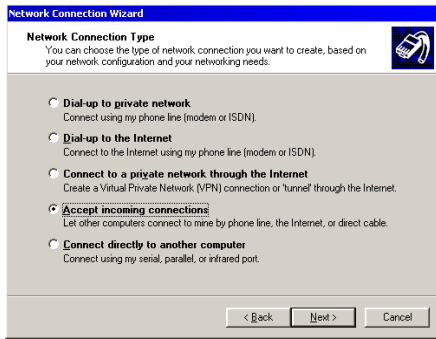 Network Connection Wizard
Network Connection Type
You can choose the type of network connection you want to create, based on
your network configuration and your networking needs.
Dial-up to private network
Connect using my phone line (modem or ISDN).
Dial-up to the Internet
Connect to the Internet using my phone line (modem or ISDN).
Connect to a private network through the Internet
Create a Virtual Private Network (VPN) connection or 'tunnel' through the Internet.
Accept incoming connections
Let other computers connect to mine by phone line, the Internet, or direct cable.
Connect directly to another computer
Connect using my serial, parallel, or infrared port.
< Back Next > Cancel